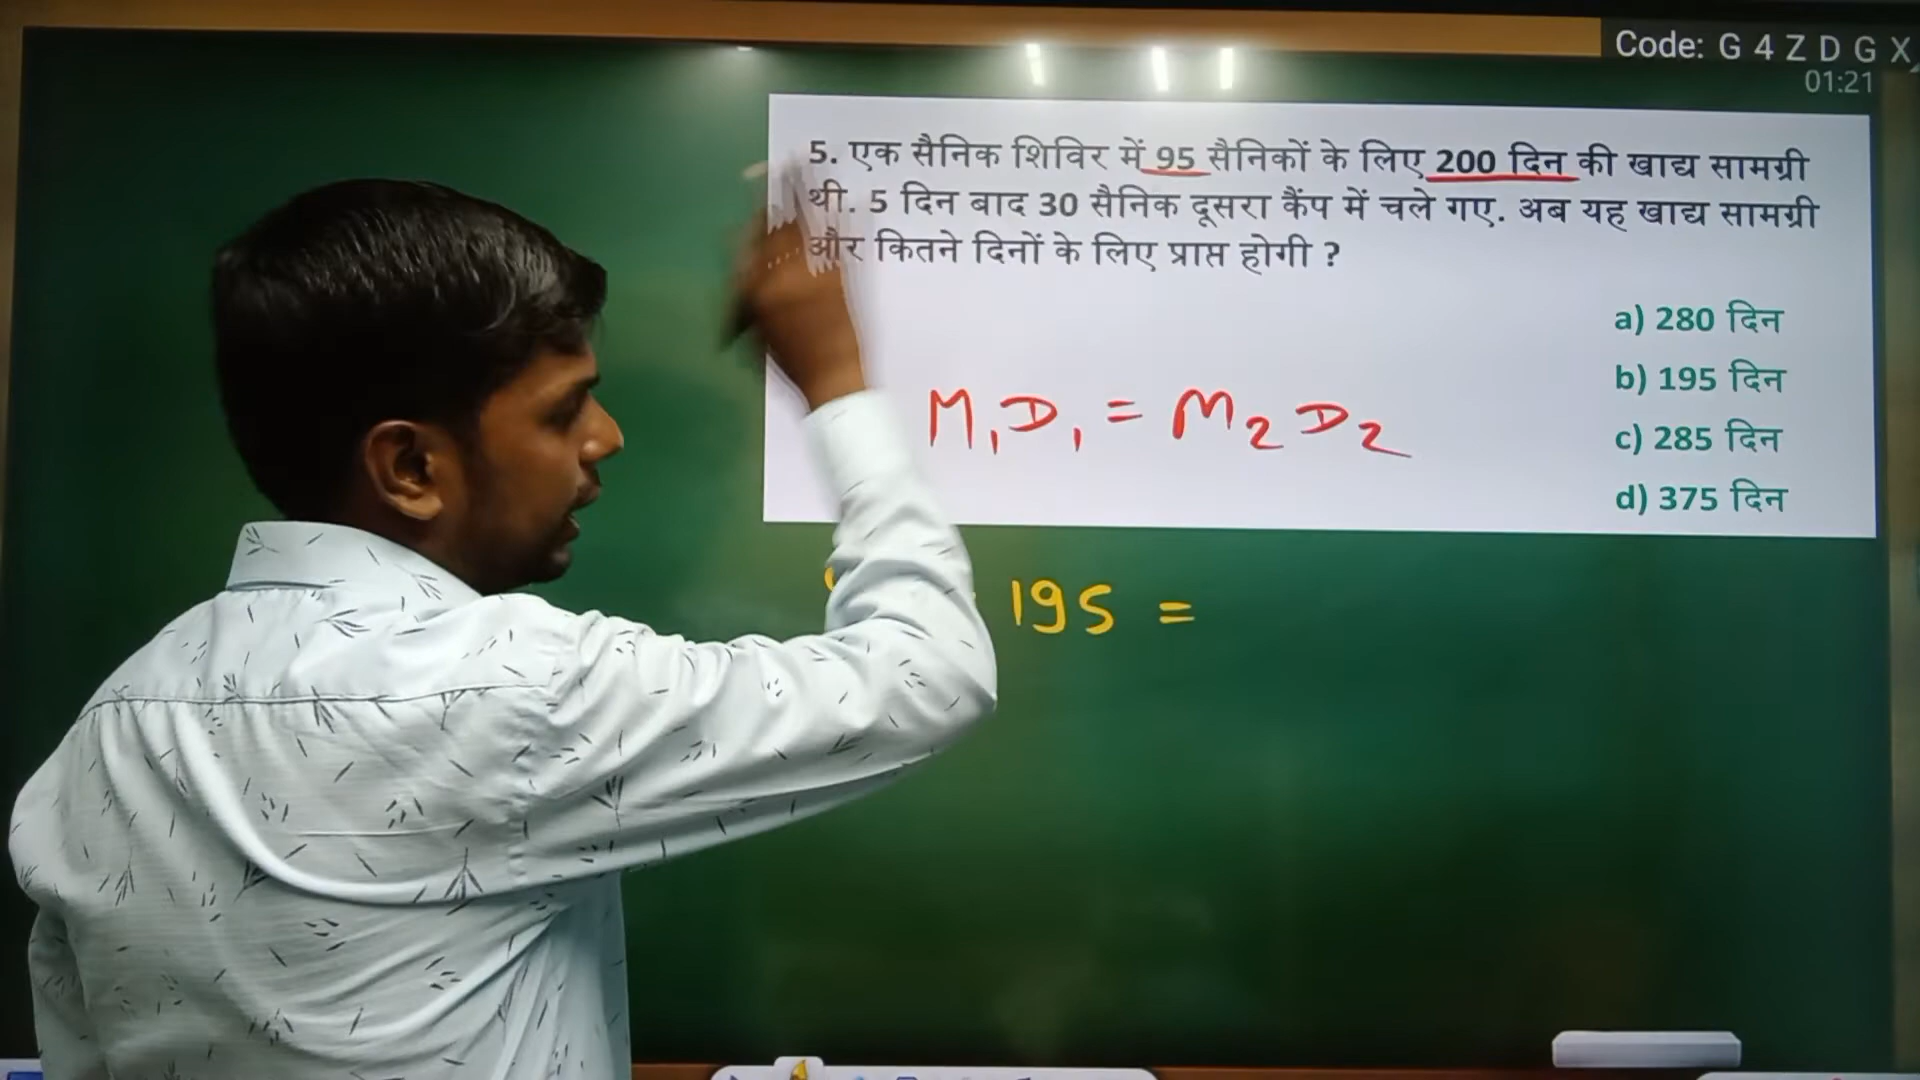 Code: G 4 Z D G X
01:21
5. एक सैनिक शिविर में 95 सैनिकों के लिए 200 दिन की खाद्य सामग्री
थी. 5 दिन बाद 30 सैनिक दूसरा कैंप में चले गए. अब यह खाद्य सामग्री
और कितने दिनों के लिए प्राप्त होगी ?
a) 280 दिन
b) 195 दिन
c) 285 दिन
d) 375 दिन
M₁D₁ = M₂D₂
195 =